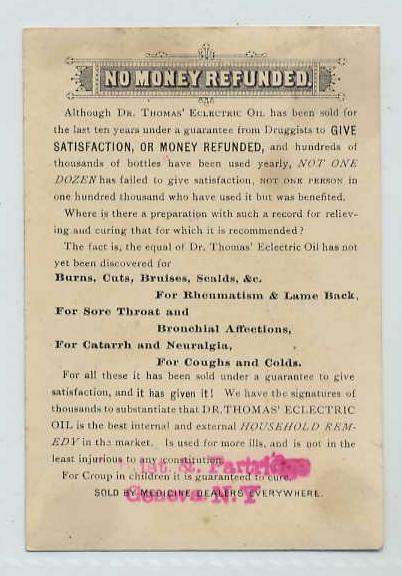 NO MONEY REFUNDED.
Although DR. THOMAS' ECLECTRIC OIL has been sold for
the last ten years under a guarantee from Druggists to GIVE
SATISFACTION, OR MONEY REFUNDED, and hundreds of
thousands of bottles have been used yearly, NOT ONE
DOZEN has failed to give satisfaction, NOT ONE PERSON in
one hundred thousand who have used it but was benefited.
Where is there a preparation with such a record for reliev-
ing and curing that for which it is recommended?
The fact is, the equal of Dr. Thomas' Eclectric Oil has not
yet been discovered for
Burns, Cuts, Bruises, Scalds, &c.
For Rheumatism & Lame Back,
For Sore Throat and
Bronchial Affections,
For Catarrh and Neuralgia,
For Coughs and Colds.
For all these it has been sold under a guarantee to give
satisfaction, and it has given it! We have the signatures of
thousands to substantiate that DR. THOMAS' ECLECTRIC
OIL is the best internal and external HOUSEHOLD REM-
EDY in the market. Is used for more ills, and is not in the
least injurious to any constitution.
For Croup in children it is guaranteed to cure.
SOLD BY MEDICINE DEALERS EVERYWHERE.
Geneva N.Y